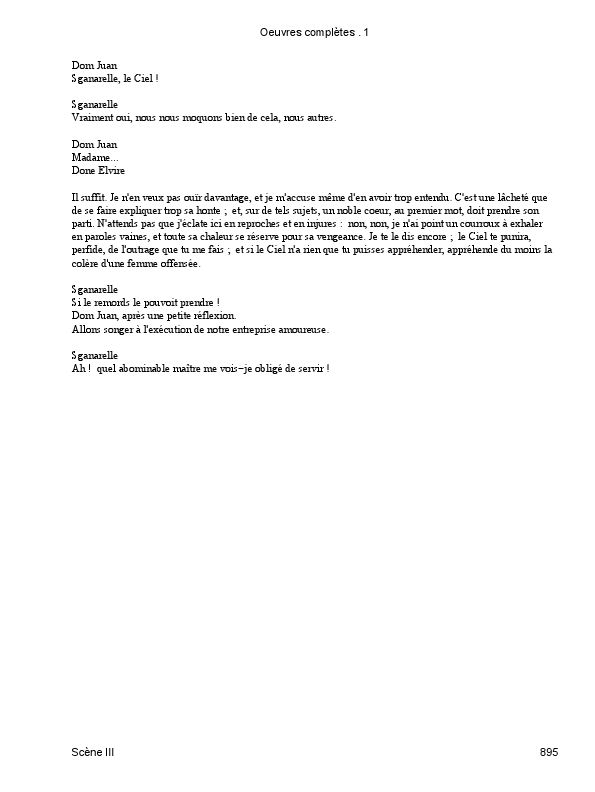 Oeuvres complètes . 1
Dom Juan
Sganarelle, le Ciel !
Sganarelle
Vraiment oui, nous nous moquons bien de cela, nous autres.
Dom Juan
Madame...
Done Elvire
Il suffit. Je n'en veux pas ouïr davantage, et je m'accuse même d'en avoir trop entendu. C'est une lâcheté que
de se faire expliquer trop sa honte ; et, sur de tels sujets, un noble coeur, au premier mot, doit prendre son
parti. N'attends pas que j'éclate ici en reproches et en injures : non, non, je n'ai point un courroux à exhaler
en paroles vaines, et toute sa chaleur se réserve pour sa vengeance. Je te le dis encore ; le Ciel te punira,
perfide, de l'outrage que tu me fais ; et si le Ciel n'a rien que tu puisses appréhender, appréhende du moins la
colère d'une femme offensée.
Sganarelle
Si le remords le pouvoit prendre !
Dom Juan, après une petite réflexion.
Allons songer à l'exécution de notre entreprise amoureuse.
Sganarelle
Ah ! quel abominable maître me vois-je obligé de servir !
Scène III
895